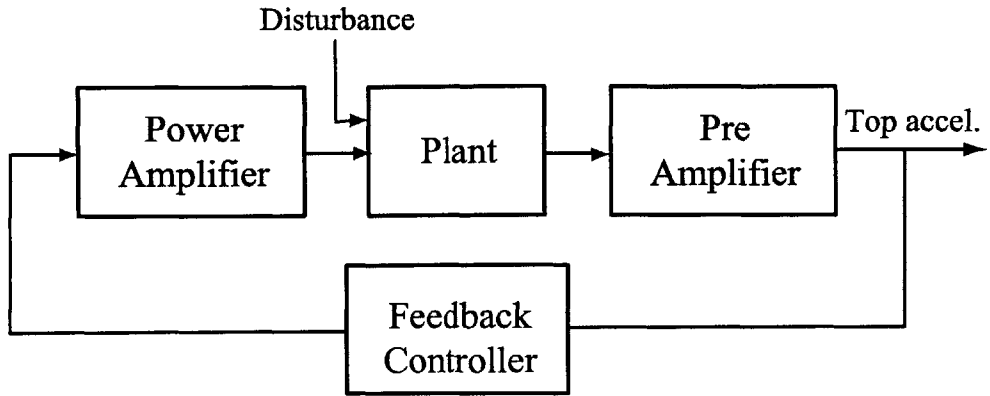 Disturbance
Power
Amplifier
Plant
Pre
Amplifier
Top accel.
Feedback
Controller